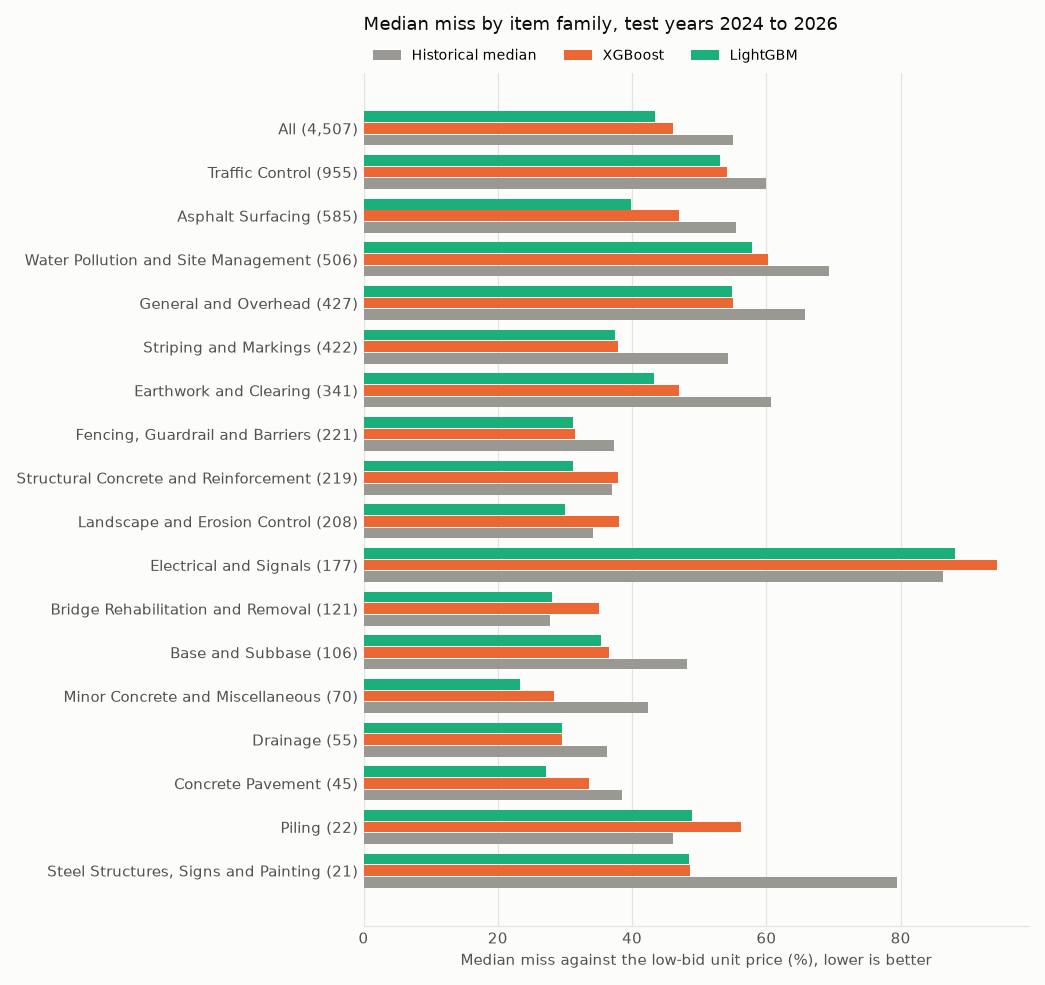 Median miss by item family, test years 2024 to 2026
Historical median XGBoost LightGBM
All (4,507)
Traffic Control (955)
Asphalt Surfacing (585)
Water Pollution and Site Management (506)
General and Overhead (427)
Striping and Markings (422)
Earthwork and Clearing (341)
Fencing, Guardrail and Barriers (221)
Structural Concrete and Reinforcement (219)
Landscape and Erosion Control (208)
Electrical and Signals (177)
Bridge Rehabilitation and Removal (121)
Base and Subbase (106)
Minor Concrete and Miscellaneous (70)
Drainage (55)
Concrete Pavement (45)
Piling (22)
Steel Structures, Signs and Painting (21)
0 20 40 60 80
Median miss against the low-bid unit price (%), lower is better